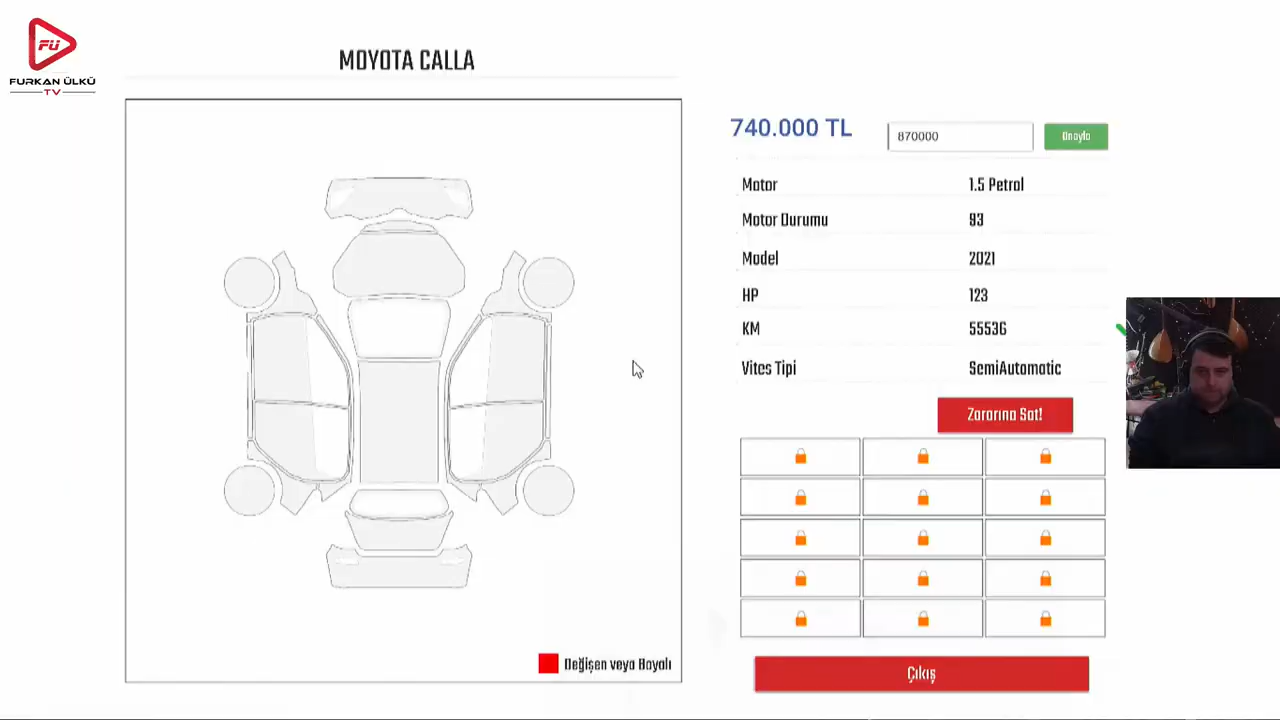 FU
FURKAN ÜLKÜ
TV
MOYOTA CALLA
740.000 TL
870000
Onayla
Motor 1.5 Petrol
Motor Durumu 93
Model 2021
HP 123
KM 55536
Vites Tipi SemiAutomatic
Zararına Sat!
Değişen veya Boyalı
Çıkış